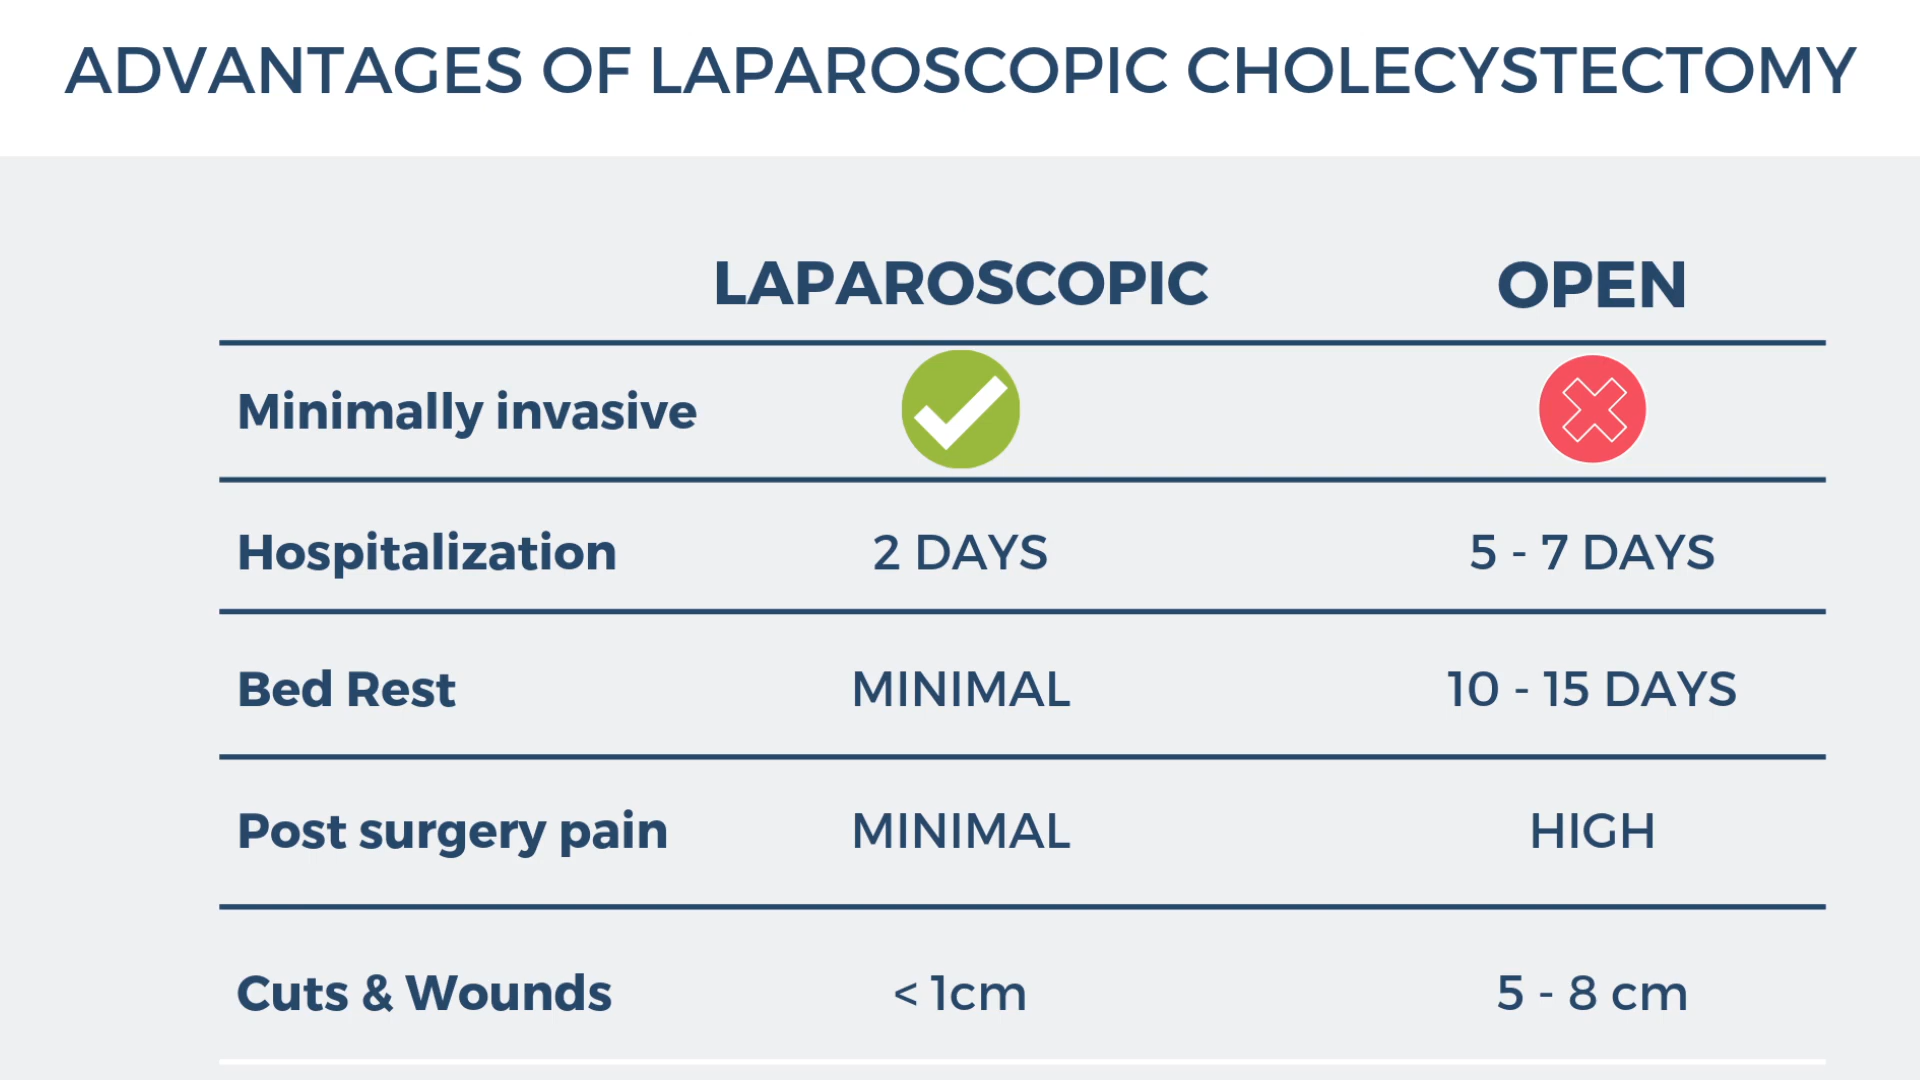 ADVANTAGES OF LAPAROSCOPIC CHOLECYSTECTOMY
LAPAROSCOPIC OPEN
Minimally invasive
Hospitalization 2 DAYS 5 - 7 DAYS
Bed Rest MINIMAL 10 - 15 DAYS
Post surgery pain MINIMAL HIGH
Cuts & Wounds < 1cm 5 - 8 cm